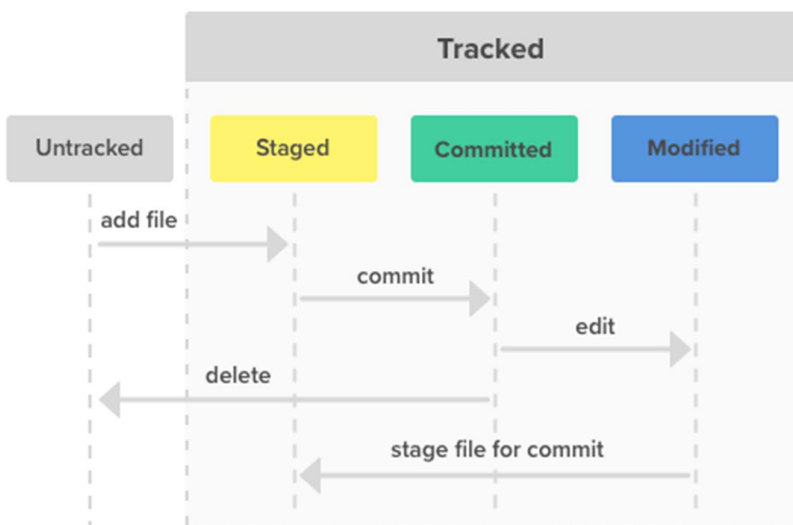 Tracked
Untracked
Staged
Committed
Modified
add file
commit
edit
delete
stage file for commit